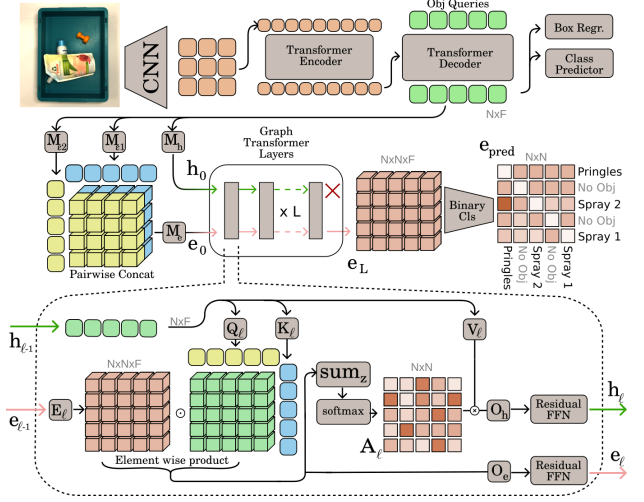 Obj Queries
CNN
Transformer
Encoder
Transformer
Decoder
Box Regr.
Class
Predictor
NxF
M
M
M_h
Graph
Transformer
Layers
h_0
x L
e_0
M_e
Pairwise Concat
NxNxF
e_L
Binary
Cls
e_pred
NxN
Pringles
No Obj
Spray 2
No Obj
Spray 1
Pringles
No Obj
Spray 2
No Obj
Spray 1
h_ℓ-1
NxF
Q_ℓ
K_ℓ
V_ℓ
NxNxF
e_ℓ-1
E_ℓ
Element wise product
sum_z
softmax
NxN
A_ℓ
O_h
Residual
FFN
h_ℓ
O_e
Residual
FFN
e_ℓ